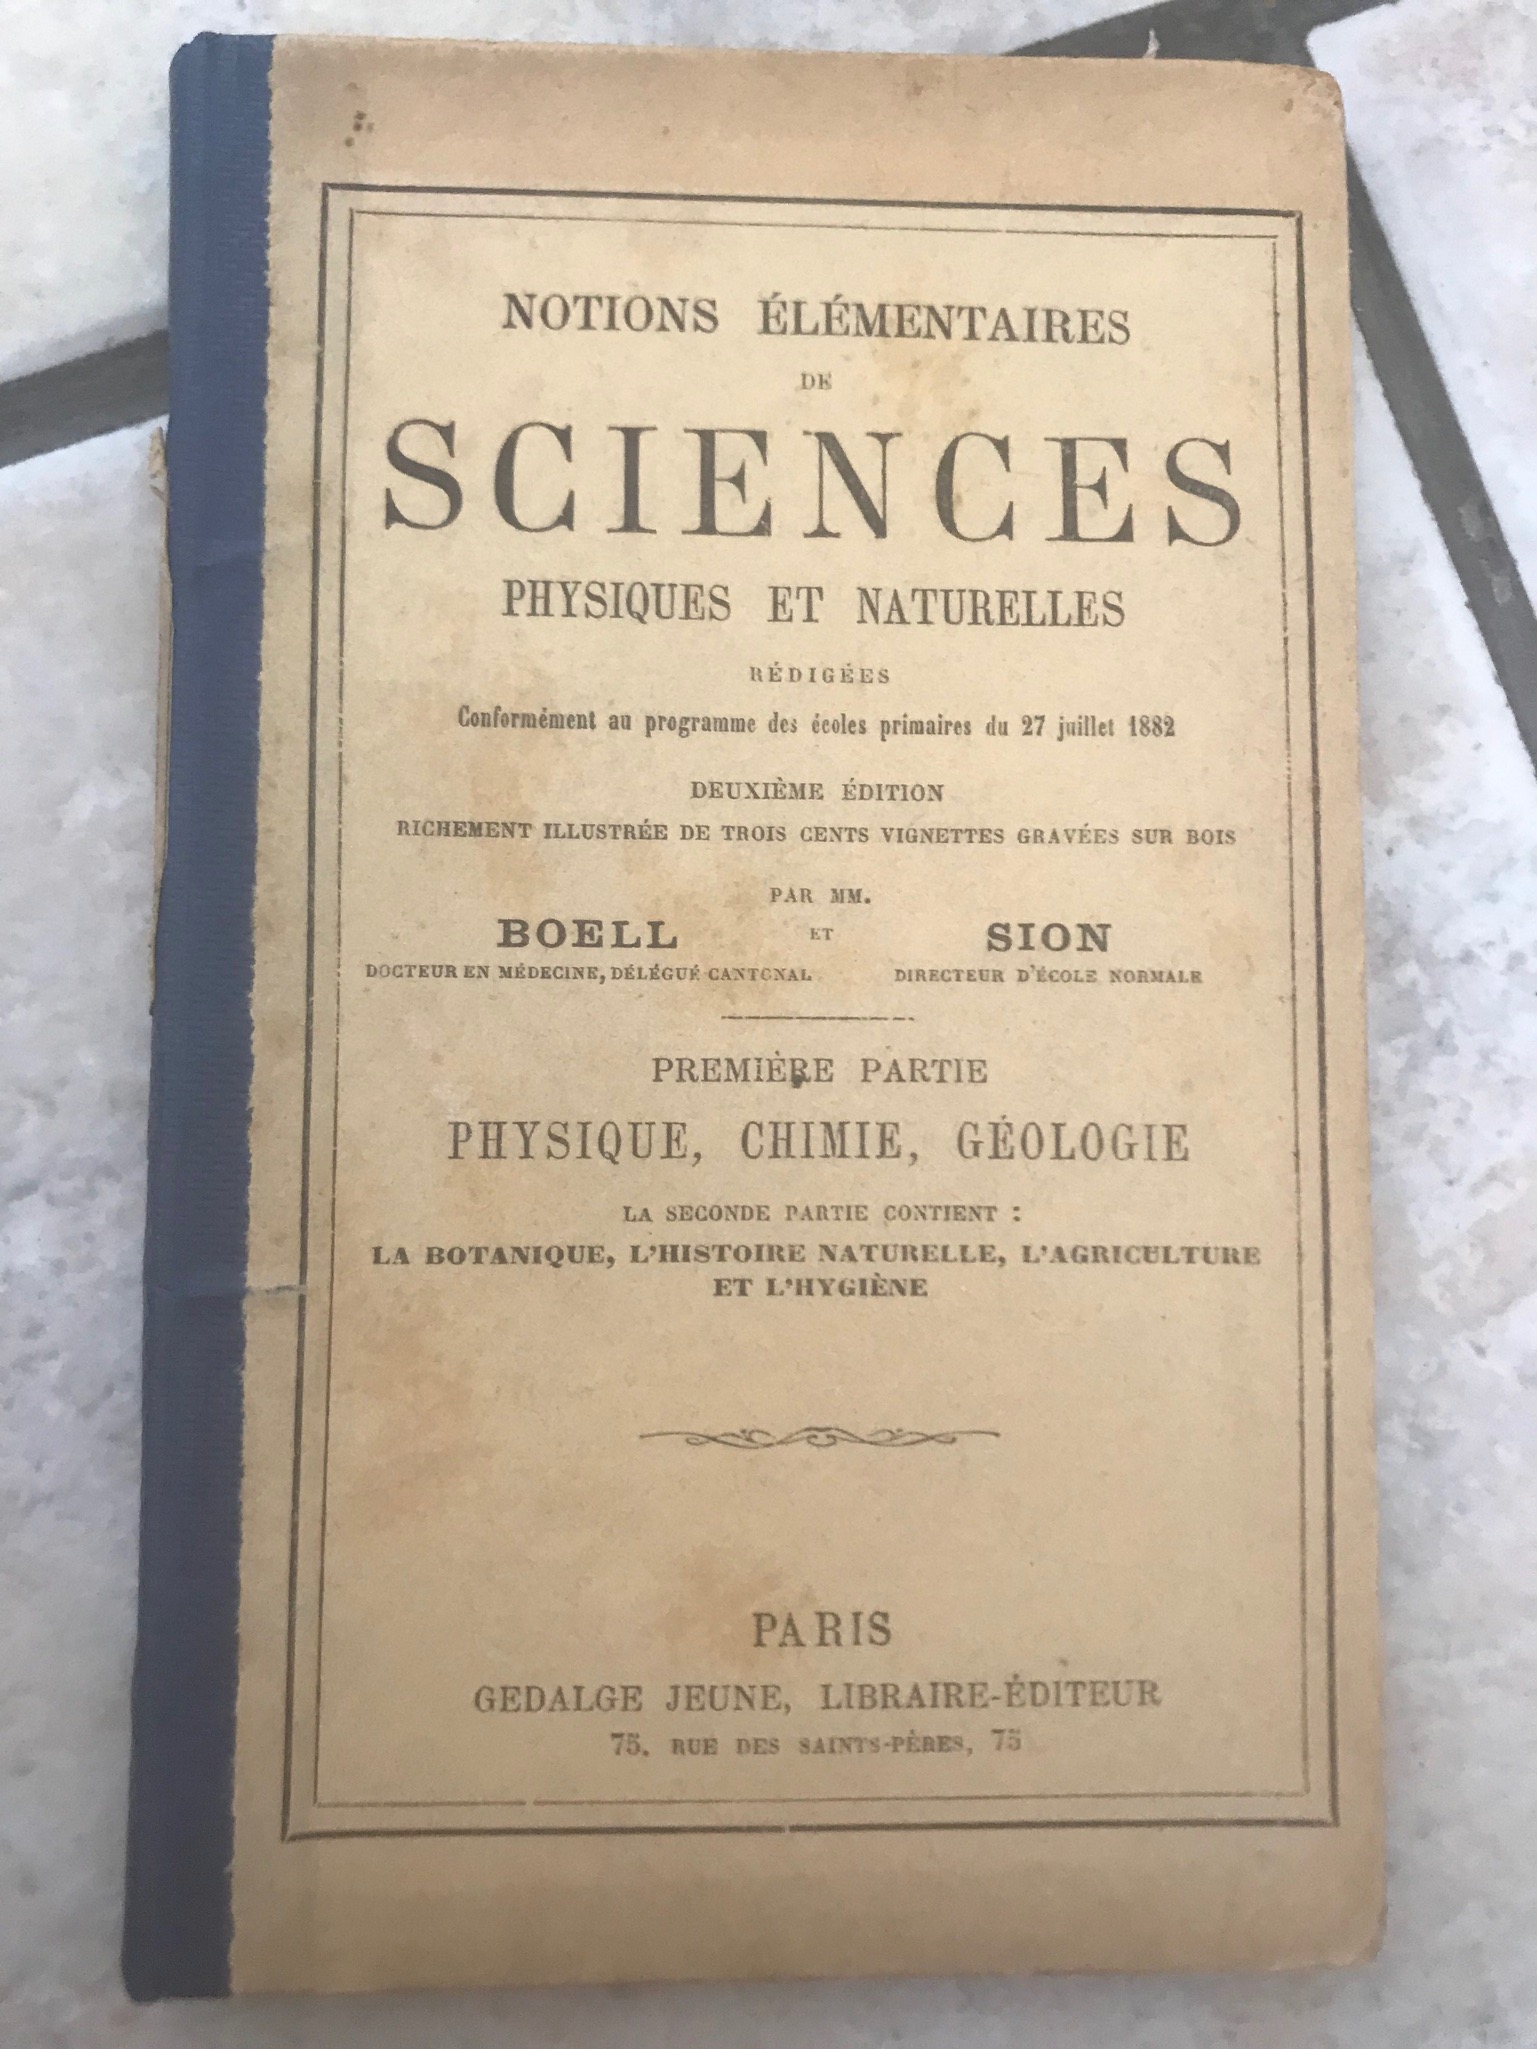 NOTIONS ÉLÉMENTAIRES
DE
SCIENCES
PHYSIQUES ET NATURELLES
RÉDIGÉES
Conformément au programme des écoles primaires du 27 juillet 1882
DEUXIÈME ÉDITION
RICHEMENT ILLUSTRÉE DE TROIS CENTS VIGNETTES GRAVÉES SUR BOIS
PAR MM.
BOELL ET SION
DOCTEUR EN MÉDECINE, DÉLÉGUÉ CANTONAL DIRECTEUR D'ÉCOLE NORMALE
PREMIÈRE PARTIE
PHYSIQUE, CHIMIE, GÉOLOGIE
LA SECONDE PARTIE CONTIENT :
LA BOTANIQUE, L'HISTOIRE NATURELLE, L'AGRICULTURE
ET L'HYGIÈNE
PARIS
GEDALGE JEUNE, LIBRAIRE-ÉDITEUR
75, RUE DES SAINTS-PÈRES, 75